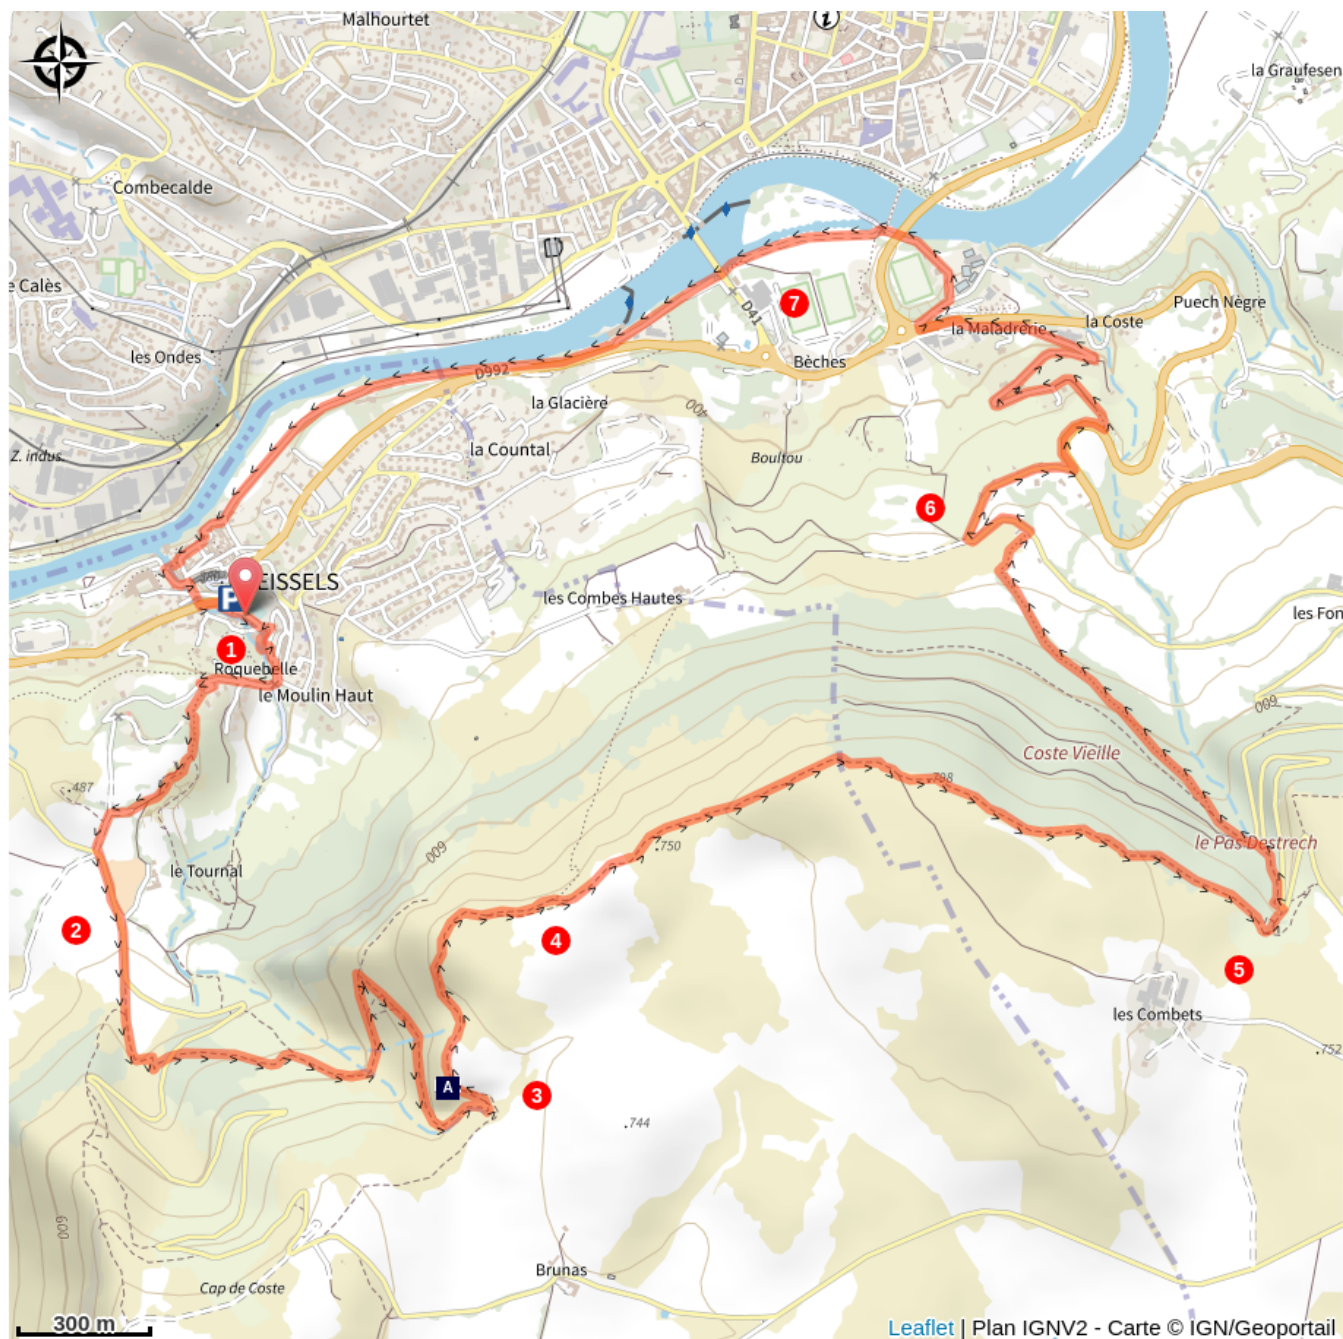 Malhourtet
i
la Graufesen
Combecalde
e Calès
Puech Nègre
les Ondes
D41
7
la Maladrerie
la Coste
Bèches
D992
la Glacière
400
la Countal
Z. indus.
Boultou
6
EISSELS
P
les Combes Hautes
les Fon
1
Roquebelle
le Moulin Haut
600
Coste Vieille
798
.487
le Pas Destrech
.750
600
le Tournal
2
4
5
les Combets
.752
A
3
.744
600
Brunas
Cap de Coste
300 m
Leaflet | Plan IGNV2 - Carte © IGN/Geoportail